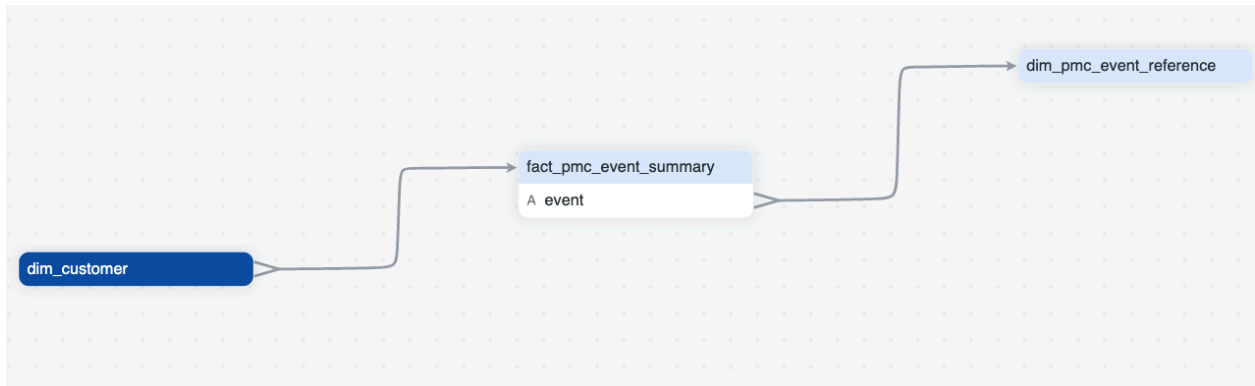 dim_pmc_event_reference
fact_pmc_event_summary
A event
dim_customer